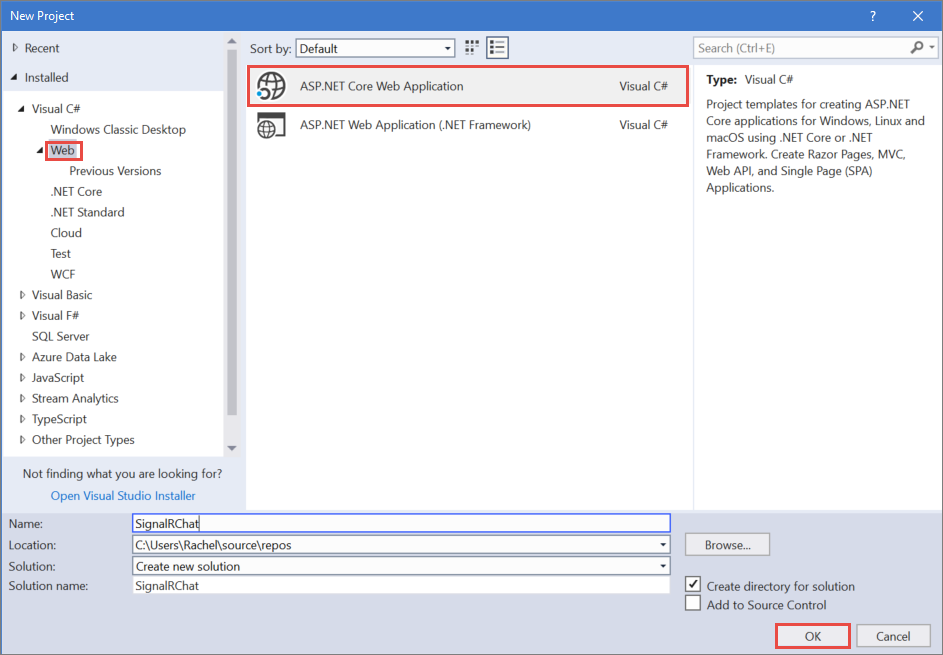 New Project
?
Recent
Installed
Visual C#
Windows Classic Desktop
Web
Previous Versions
.NET Core
.NET Standard
Cloud
Test
WCF
Visual Basic
Visual F#
SQL Server
Azure Data Lake
JavaScript
Stream Analytics
TypeScript
Other Project Types
Not finding what you are looking for?
Open Visual Studio Installer
Sort by: Default
ASP.NET Core Web Application Visual C#
ASP.NET Web Application (.NET Framework) Visual C#
Search (Ctrl+E)
Type: Visual C#
Project templates for creating ASP.NET
Core applications for Windows, Linux and
macOS using .NET Core or .NET
Framework. Create Razor Pages, MVC,
Web API, and Single Page (SPA)
Applications.
Name: SignalRChat
Location: C:\Users\Rachel\source\repos
Browse...
Solution: Create new solution
Solution name: SignalRChat
Create directory for solution
Add to Source Control
OK Cancel